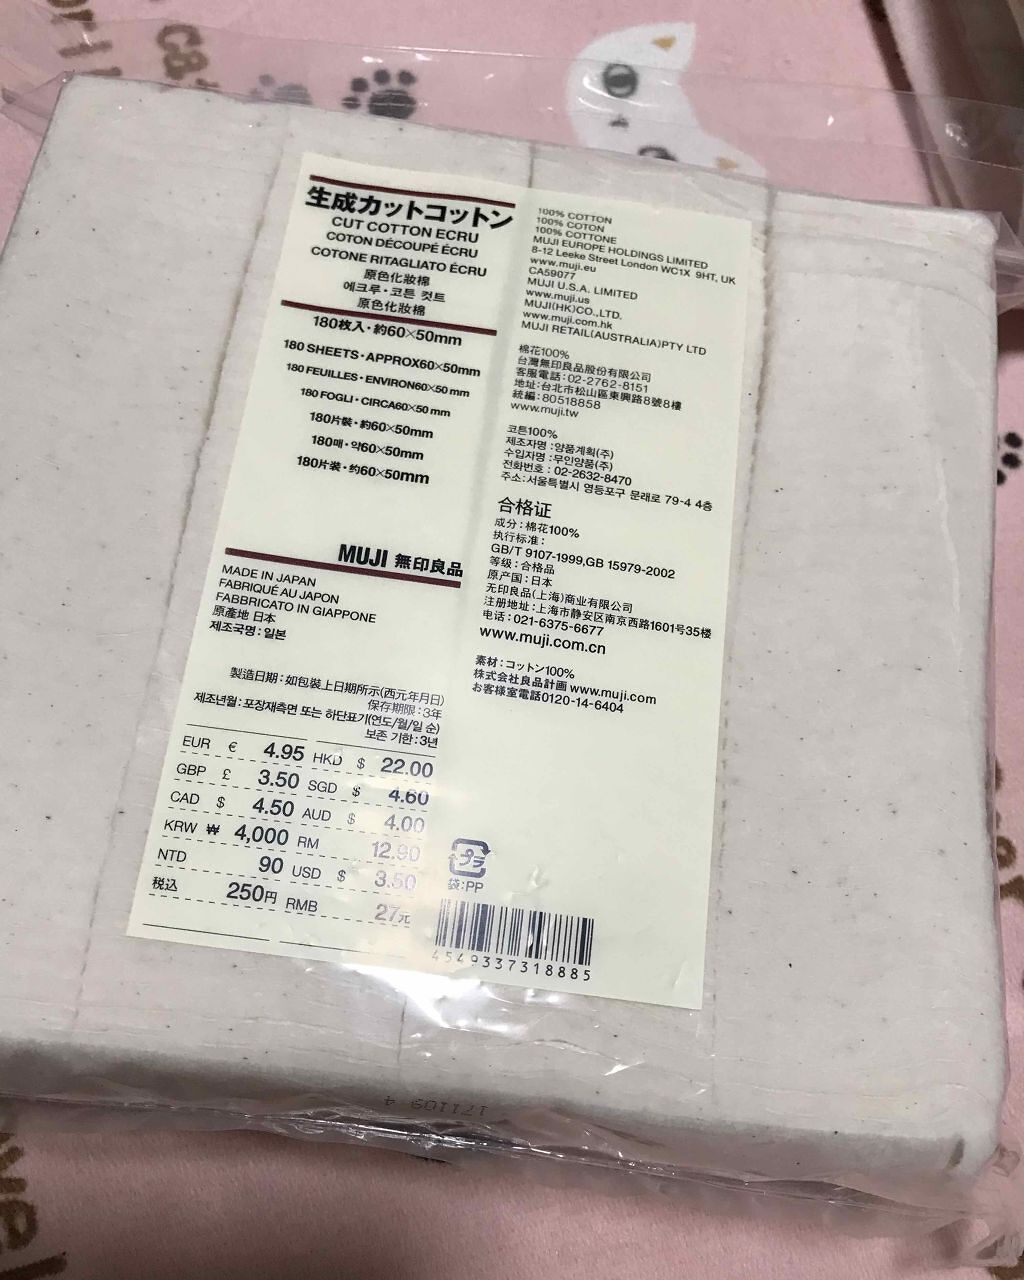 生成カットコットン
CUT COTTON ECRU
COTON DÉCOUPÉ ÉCRU
COTONE RITAGLIATO ÉCRU
原色化妝棉
에크루・코튼 컷트
原色化妝棉
180枚入・約60×50mm
180 SHEETS・APPROX60×50mm
180 FEUILLES・ENVIRON60×50mm
180 FOGLI・CIRCA60×50mm
180片裝・約60×50mm
180매・약60×50mm
180片装・约60×50mm
MUJI 無印良品
MADE IN JAPAN
FABRIQUÉ AU JAPON
FABBRICATO IN GIAPPONE
原產地 日本
제조국명:일본
製造日期:如包裝上日期所示(西元年月日)
保存期限:3年
제조년월:포장재측면 또는 하단표기(연도/월/일 순)
보존 기한:3년
EUR € 4.95 HKD $ 22.00
GBP £ 3.50 SGD $ 4.60
CAD $ 4.50 AUD $ 4.00
KRW ₩ 4,000 RM 12.90
NTD 90 USD $ 3.50
税込 250円 RMB 27元
100% COTTON
100% COTON
100% COTTONE
MUJI EUROPE HOLDINGS LIMITED
8-12 Leeke Street London WC1X 9HT, UK
www.muji.eu
CA59077
MUJI U.S.A. LIMITED
www.muji.us
MUJI(HK)CO.,LTD.
www.muji.com.hk
MUJI RETAIL(AUSTRALIA)PTY LTD
棉花100%
台灣無印良品股份有限公司
客服電話:02-2762-8151
地址:台北市松山區東興路8號8樓
統編:80518858
www.muji.tw
코튼100%
제조자명:양품계획(주)
수입자명:무인양품(주)
전화번호:02-2632-8470
주소:서울특별시 영등포구 문래로 79-4 4층
合格证
成分:棉花100%
执行标准:
GB/T 9107-1999,GB 15979-2002
等级:合格品
原产国:日本
无印良品(上海)商业有限公司
注册地址:上海市静安区南京西路1601号35楼
电话:021-6375-6677
www.muji.com.cn
素材:コットン100%
株式会社良品計画 www.muji.com
お客様室電話0120-14-6404
プラ
袋:PP
4549337318885
171109 4